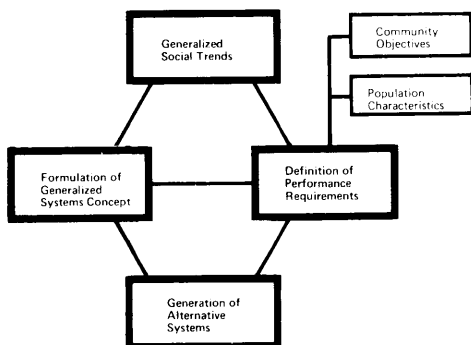 Generalized
Social Trends
Community
Objectives
Population
Characteristics
Formulation of
Generalized
Systems Concept
Definition of
Performance
Requirements
Generation of
Alternative
Systems